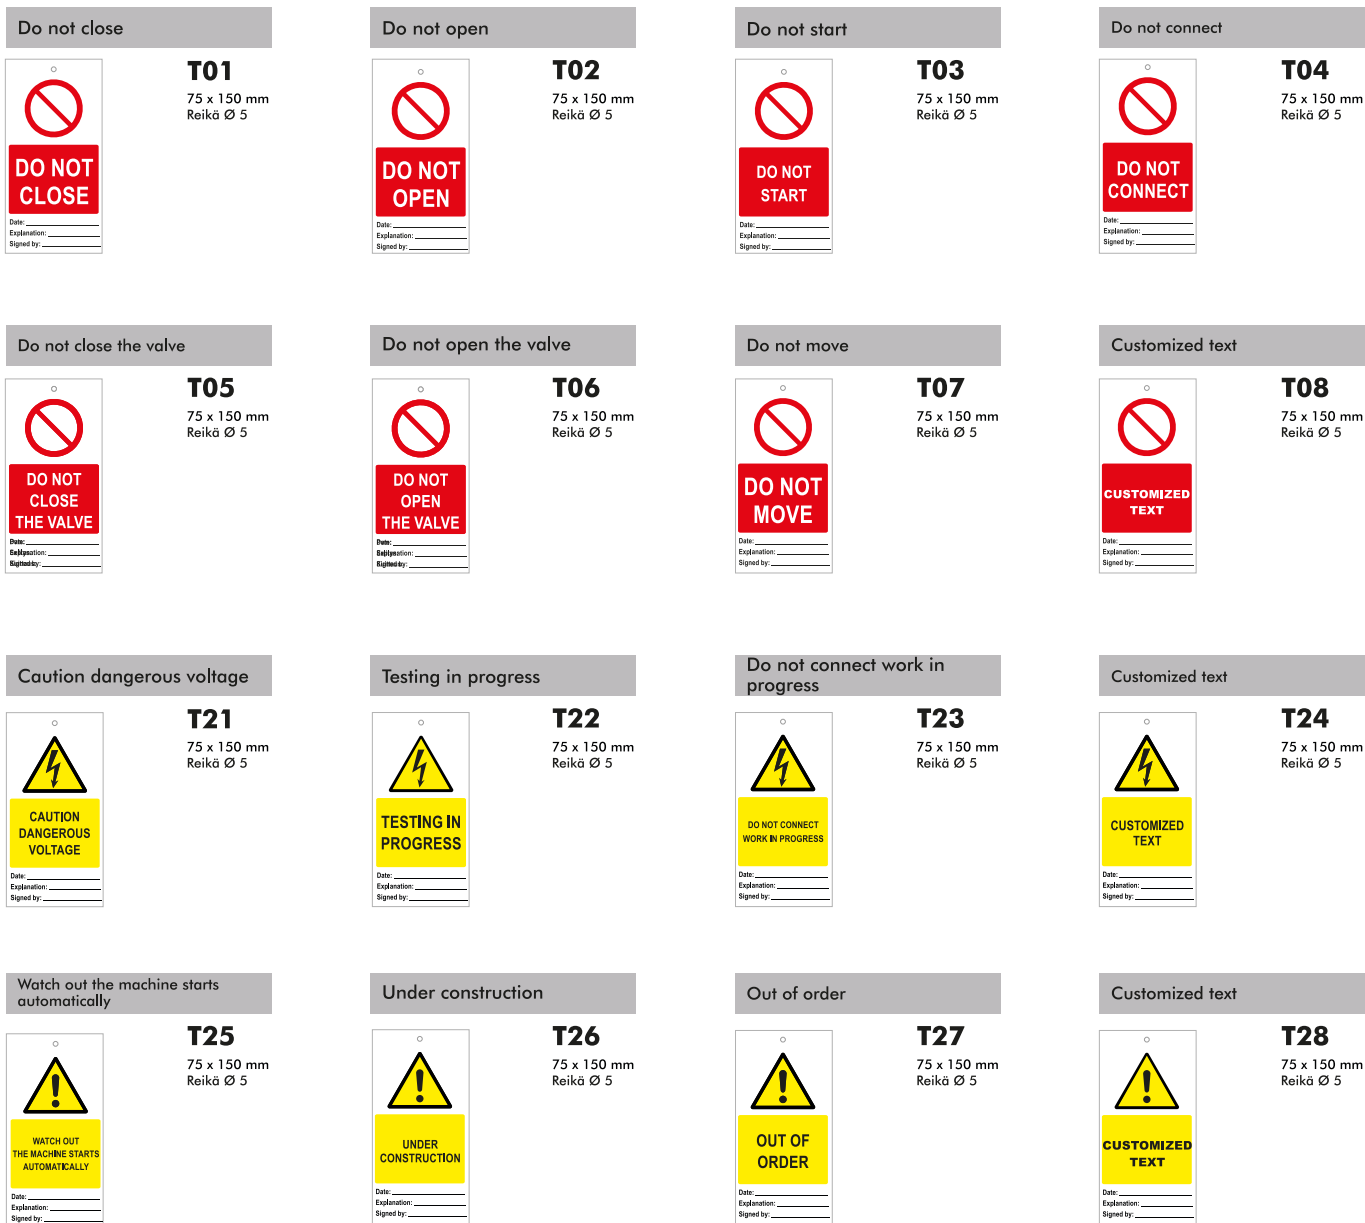 Do not close
T01
75 x 150 mm
Reikä Ø 5
DO NOT
CLOSE
Date:
Explanation:
Signed by:
Do not open
T02
75 x 150 mm
Reikä Ø 5
DO NOT
OPEN
Date:
Explanation:
Signed by:
Do not start
T03
75 x 150 mm
Reikä Ø 5
DO NOT
START
Date:
Explanation:
Signed by:
Do not connect
T04
75 x 150 mm
Reikä Ø 5
DO NOT
CONNECT
Date:
Explanation:
Signed by:
Do not close the valve
T05
75 x 150 mm
Reikä Ø 5
DO NOT
CLOSE
THE VALVE
Do not open the valve
T06
75 x 150 mm
Reikä Ø 5
DO NOT
OPEN
THE VALVE
Do not move
T07
75 x 150 mm
Reikä Ø 5
DO NOT
MOVE
Date:
Explanation:
Signed by:
Customized text
T08
75 x 150 mm
Reikä Ø 5
CUSTOMIZED
TEXT
Date:
Explanation:
Signed by:
Caution dangerous voltage
T21
75 x 150 mm
Reikä Ø 5
CAUTION
DANGEROUS
VOLTAGE
Date:
Explanation:
Signed by:
Testing in progress
T22
75 x 150 mm
Reikä Ø 5
TESTING IN
PROGRESS
Date:
Explanation:
Signed by:
Do not connect work in
progress
T23
75 x 150 mm
Reikä Ø 5
DO NOT CONNECT
WORK IN PROGRESS
Date:
Explanation:
Signed by:
Customized text
T24
75 x 150 mm
Reikä Ø 5
CUSTOMIZED
TEXT
Date:
Explanation:
Signed by:
Watch out the machine starts
automatically
T25
75 x 150 mm
Reikä Ø 5
WATCH OUT
THE MACHINE STARTS
AUTOMATICALLY
Date:
Explanation:
Signed by:
Under construction
T26
75 x 150 mm
Reikä Ø 5
UNDER
CONSTRUCTION
Date:
Explanation:
Signed by:
Out of order
T27
75 x 150 mm
Reikä Ø 5
OUT OF
ORDER
Date:
Explanation:
Signed by:
Customized text
T28
75 x 150 mm
Reikä Ø 5
CUSTOMIZED
TEXT
Date:
Explanation:
Signed by: